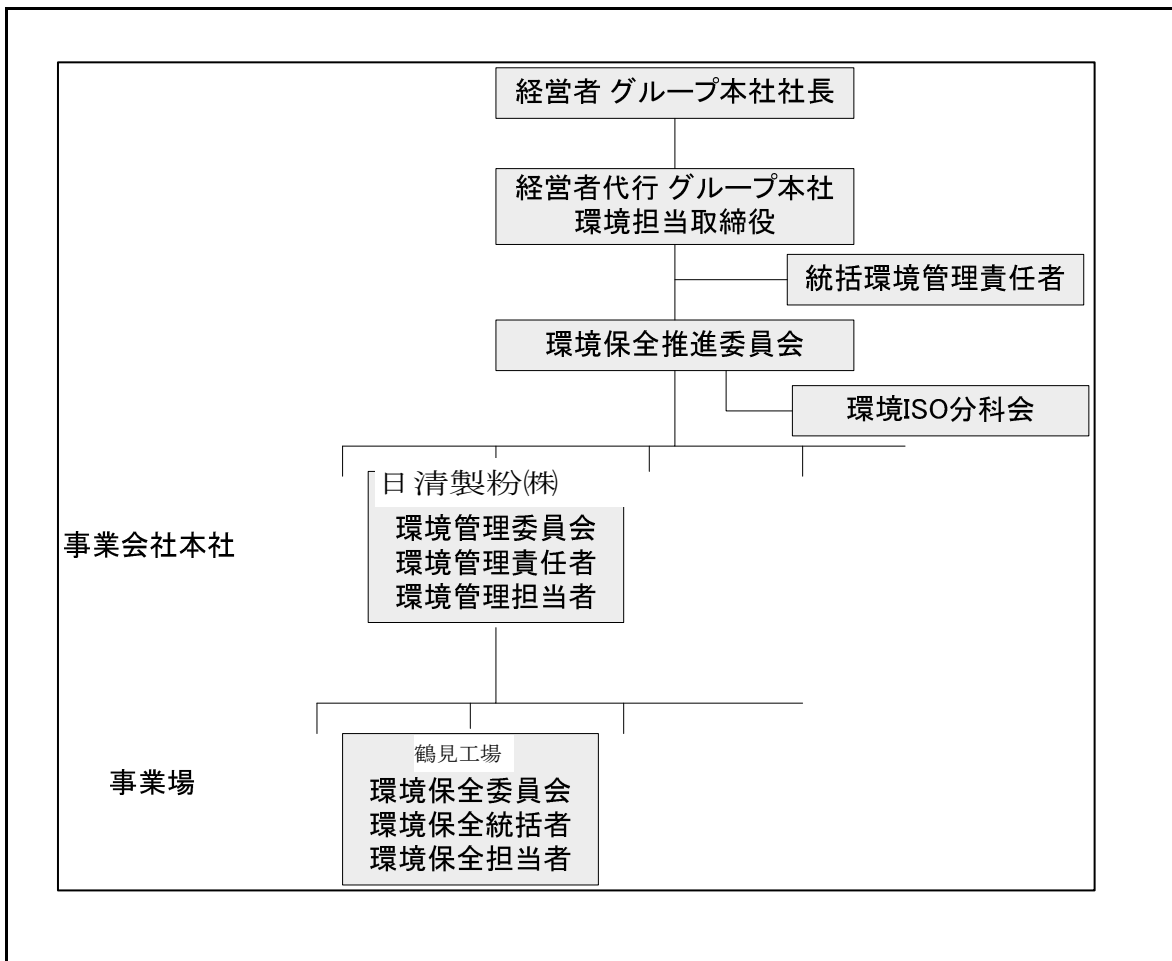 経営者 グループ本社社長
経営者代行 グループ本社
環境担当取締役
統括環境管理責任者
環境保全推進委員会
環境ISO分科会
事業会社本社
日清製粉㈱
環境管理委員会
環境管理責任者
環境管理担当者
事業場
鶴見工場
環境保全委員会
環境保全統括者
環境保全担当者